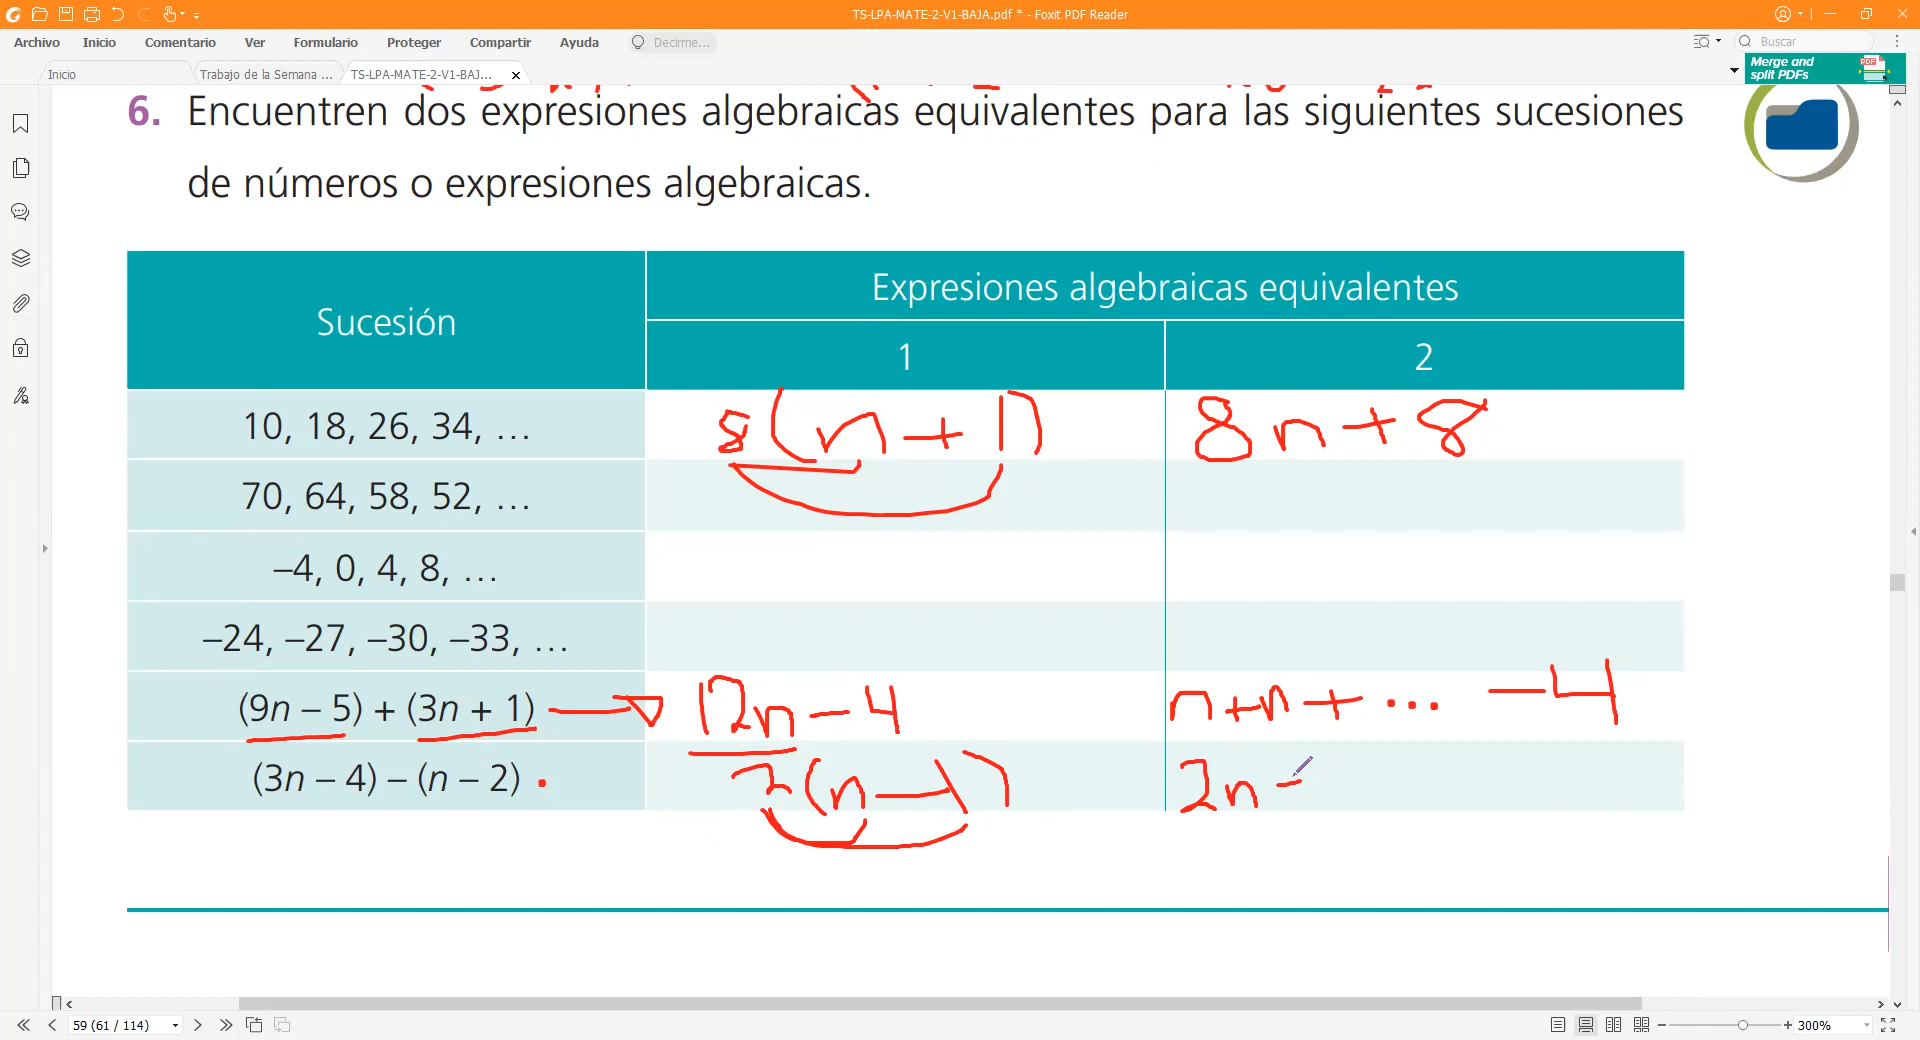 TS-LPA-MATE-2-V1-BAJA.pdf * - Foxit PDF Reader
Archivo Inicio Comentario Ver Formulario Proteger Compartir Ayuda Decirme... Buscar
Inicio Trabajo de la Semana ... TS-LPA-MATE-2-V1-BAJ... Merge and split PDFs PDF
6. Encuentren dos expresiones algebraicas equivalentes para las siguientes sucesiones
de números o expresiones algebraicas.
Sucesión
Expresiones algebraicas equivalentes
1 2
10, 18, 26, 34, ... 8(n+1) 8n+8
70, 64, 58, 52, ...
–4, 0, 4, 8, ...
–24, –27, –30, –33, ...
(9n – 5) + (3n + 1) 12n-4 n+n+... -4
(3n – 4) – (n – 2) . 2(n-1) 2n-
59 (61 / 114) 300%